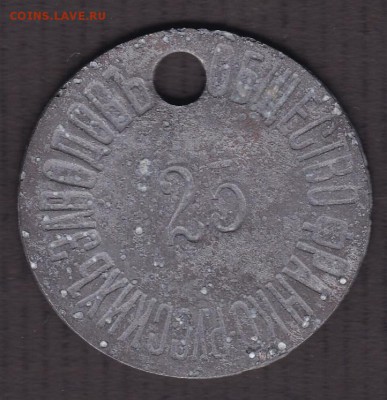 COINS.LAVE.RU
ОБЩЕСТВО ФРАНКО-РУССКИХЪ ЗАВОДОВЪ
25